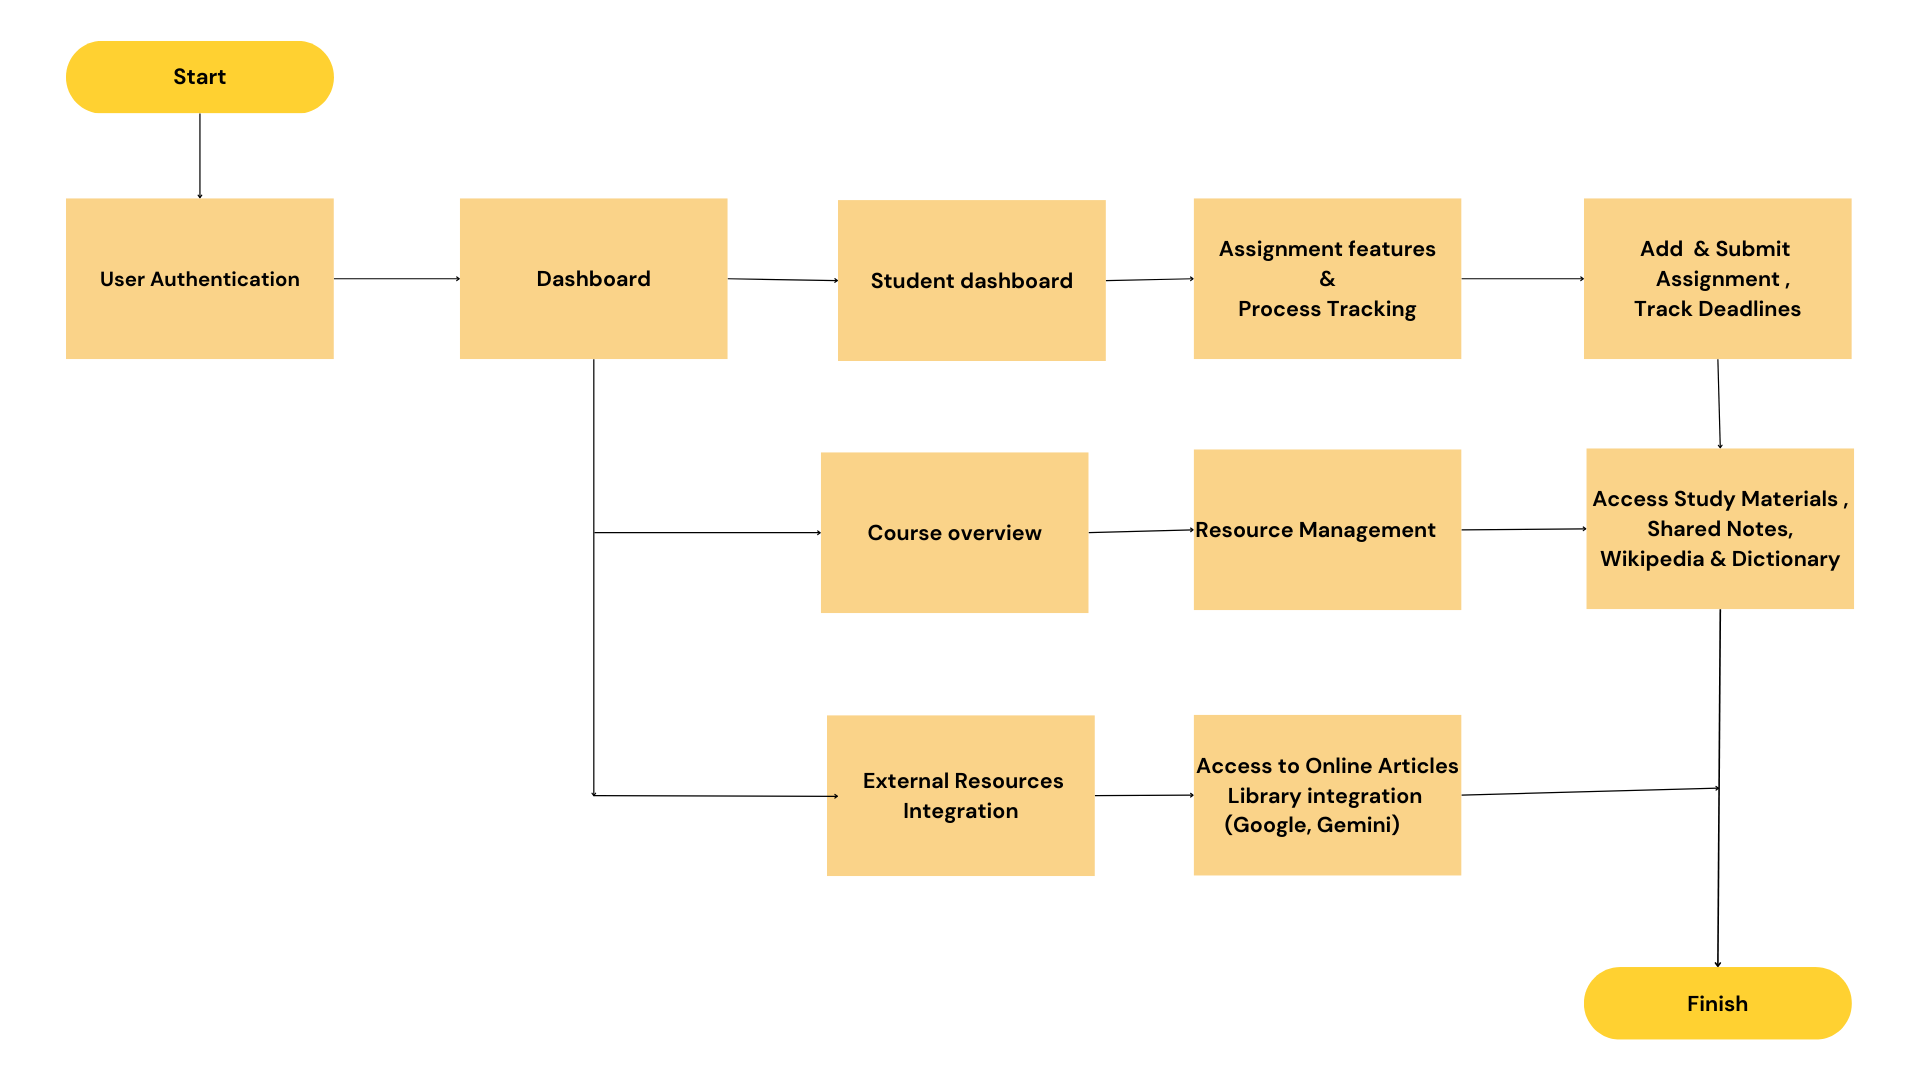 Start
User Authentication
Dashboard
Student dashboard
Assignment features
&
Process Tracking
Add & Submit
Assignment ,
Track Deadlines
Course overview
Resource Management
Access Study Materials ,
Shared Notes,
Wikipedia & Dictionary
External Resources
Integration
Access to Online Articles
Library integration
(Google, Gemini)
Finish